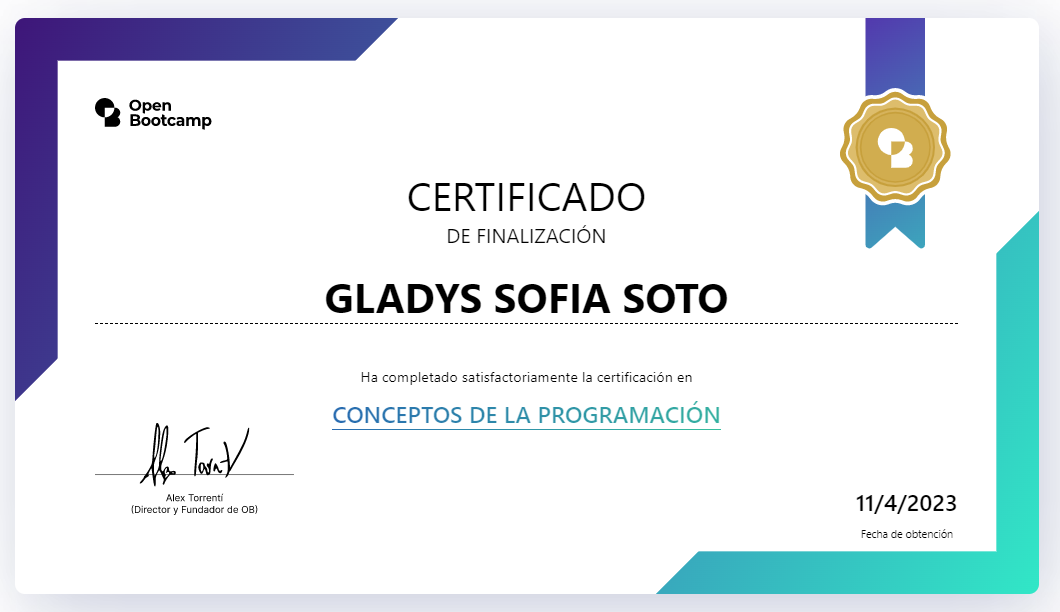 Open
Bootcamp
CERTIFICADO
DE FINALIZACIÓN
GLADYS SOFIA SOTO
Ha completado satisfactoriamente la certificación en
CONCEPTOS DE LA PROGRAMACIÓN
Alex Torrentí
(Director y Fundador de OB)
11/4/2023
Fecha de obtención